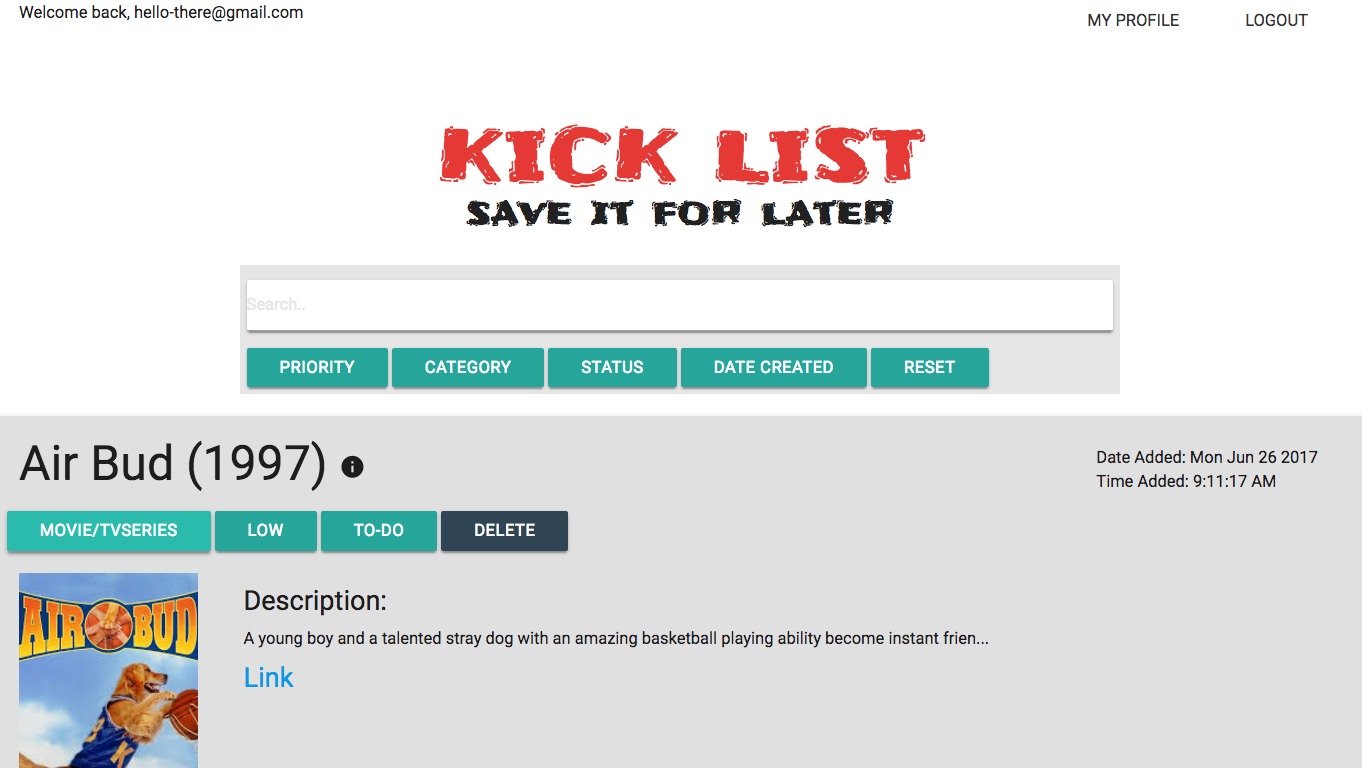 Welcome back, hello-there@gmail.com
MY PROFILE
LOGOUT
KICK LIST
SAVE IT FOR LATER
Search..
PRIORITY
CATEGORY
STATUS
DATE CREATED
RESET
Air Bud (1997)
Date Added: Mon Jun 26 2017
Time Added: 9:11:17 AM
MOVIE/TVSERIES
LOW
TO-DO
DELETE
AIR BUD
K
Description:
A young boy and a talented stray dog with an amazing basketball playing ability become instant frien...
Link